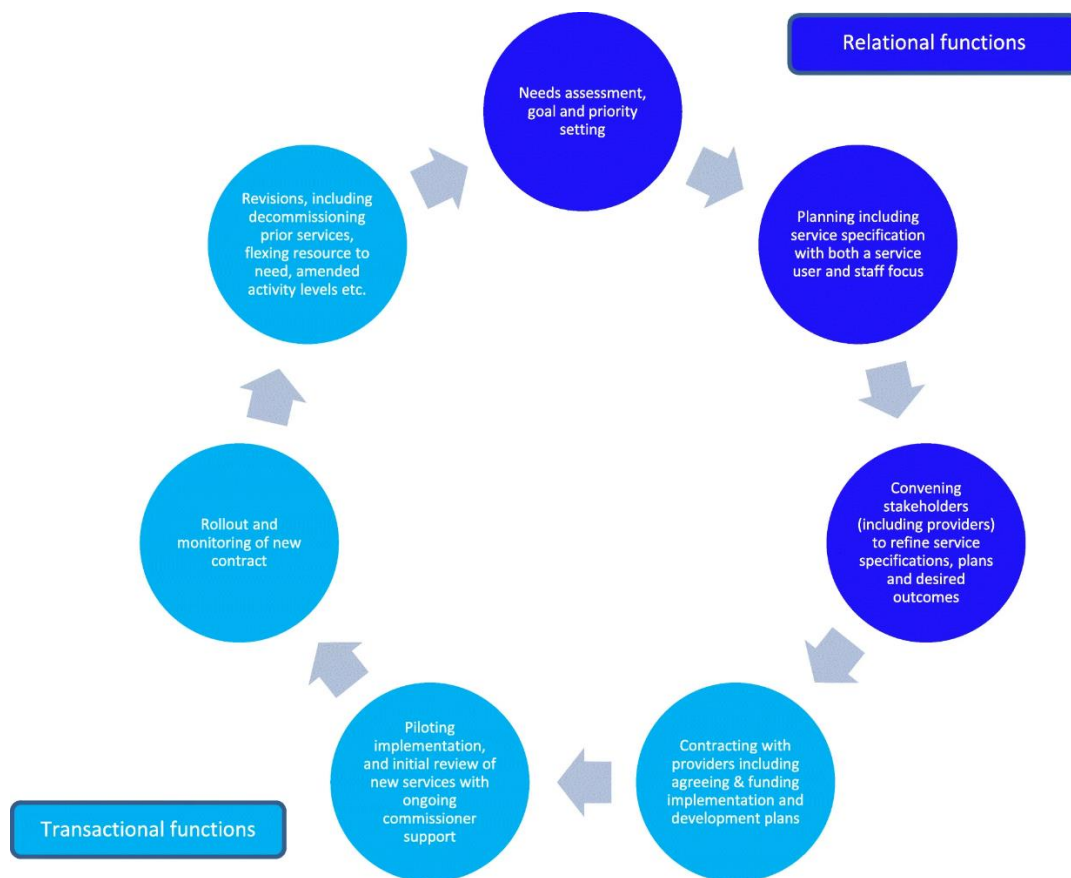 Relational functions
Needs assessment,
goal and priority
setting
Planning including
service specification
with both a service
user and staff focus
Convening
stakeholders
(including providers)
to refine service
specifications, plans
and desired
outcomes
Contracting with
providers including
agreeing & funding
implementation and
development plans
Piloting
implementation,
and initial review of
new services with
ongoing
commissioner
support
Rollout and
monitoring of new
contract
Revisions, including
decommissioning
prior services,
flexing resource to
need, amended
activity levels etc.
Transactional functions